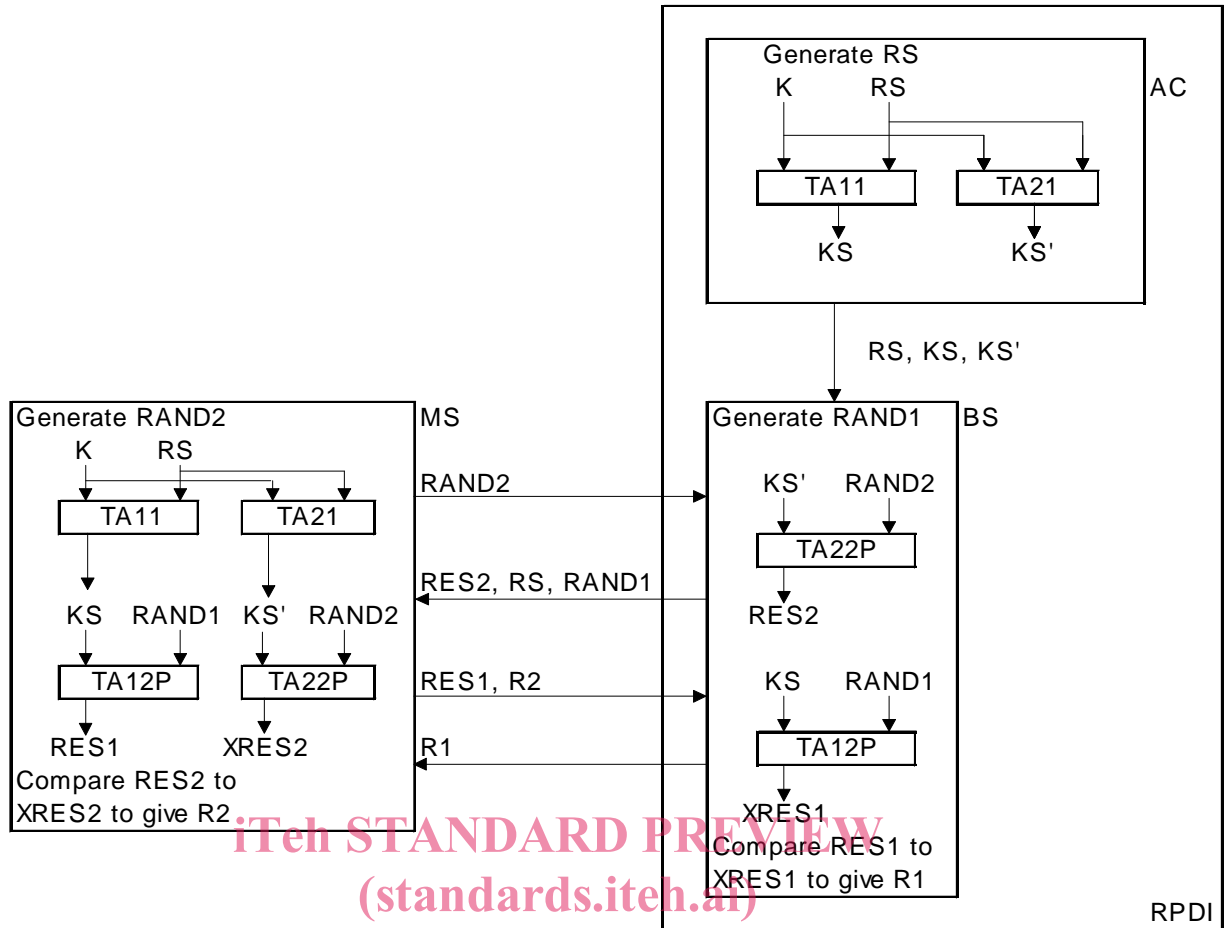 Generate RS
K RS
AC
TA11 TA21
KS KS'
RS, KS, KS'
Generate RAND2
MS
K RS
TA11 TA21
KS RAND1 KS' RAND2
TA12P TA22P
RES1 XRES2
Compare RES2 to
XRES2 to give R2
RAND2
RES2, RS, RAND1
RES1, R2
R1
Generate RAND1
BS
KS' RAND2
TA22P
RES2
KS RAND1
TA12P
XRES1
Compare RES1 to
XRES1 to give R1
RPDI
iTeh STANDARD PREVIEW
(standards.iteh.ai)